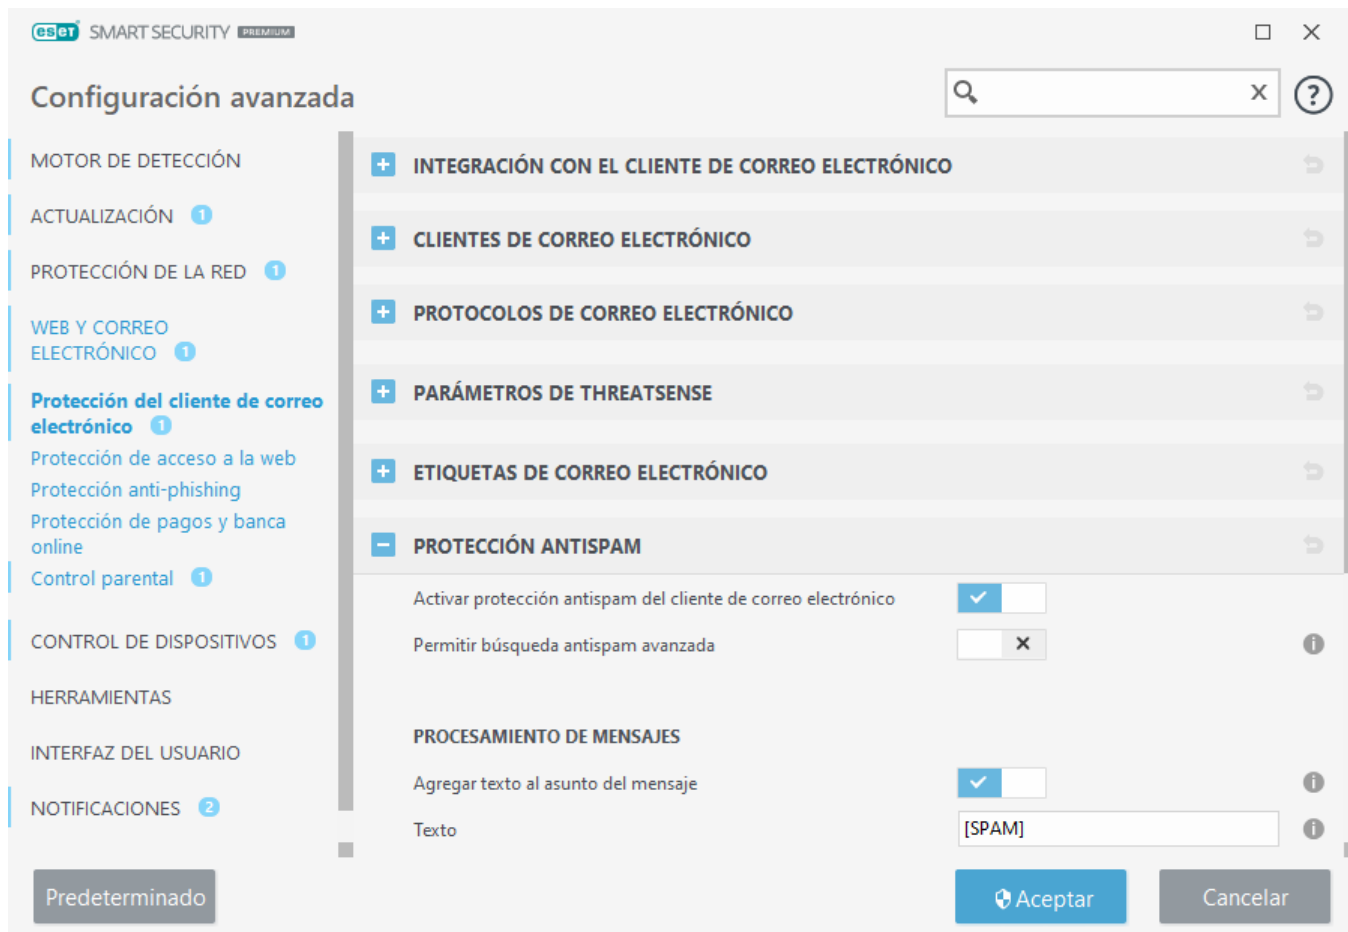 eset SMART SECURITY PREMIUM
Configuración avanzada
X
?
MOTOR DE DETECCIÓN
ACTUALIZACIÓN 1
PROTECCIÓN DE LA RED 1
WEB Y CORREO
ELECTRÓNICO 1
Protección del cliente de correo
electrónico 1
Protección de acceso a la web
Protección anti-phishing
Protección de pagos y banca
online
Control parental 1
CONTROL DE DISPOSITIVOS 1
HERRAMIENTAS
INTERFAZ DEL USUARIO
NOTIFICACIONES 2
INTEGRACIÓN CON EL CLIENTE DE CORREO ELECTRÓNICO
CLIENTES DE CORREO ELECTRÓNICO
PROTOCOLOS DE CORREO ELECTRÓNICO
PARÁMETROS DE THREATSENSE
ETIQUETAS DE CORREO ELECTRÓNICO
PROTECCIÓN ANTISPAM
Activar protección antispam del cliente de correo electrónico
Permitir búsqueda antispam avanzada
PROCESAMIENTO DE MENSAJES
Agregar texto al asunto del mensaje
Texto [SPAM]
Predeterminado
Aceptar
Cancelar